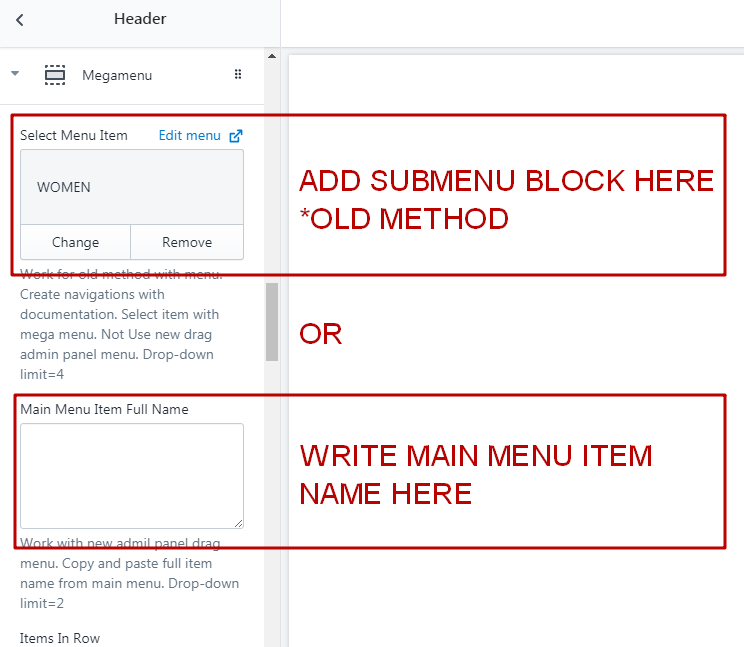 Header
Megamenu
Select Menu Item Edit menu
WOMEN
Change Remove
ADD SUBMENU BLOCK HERE
*OLD METHOD
Work for old method with menu.
Create navigations with
documentation. Select item with
mega menu. Not Use new drag
admin panel menu. Drop-down
limit=4
OR
Main Menu Item Full Name
WRITE MAIN MENU ITEM
NAME HERE
Work with new admil panel drag
menu. Copy and paste full item
name from main menu. Drop-down
limit=2
Items In Row